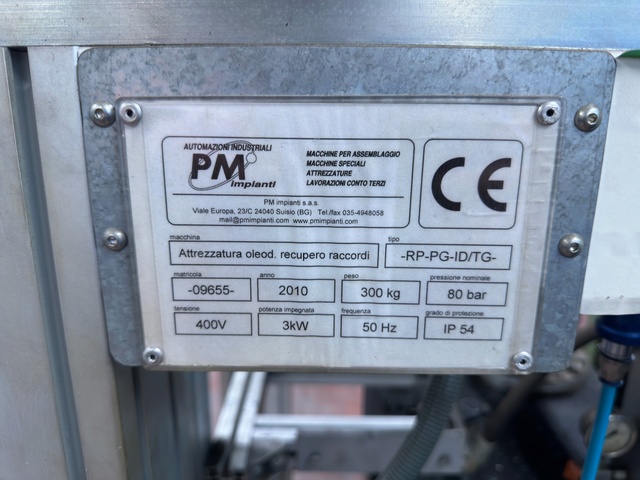 AUTOMAZIONI INDUSTRIALI
PM
impianti
MACCHINE PER ASSEMBLAGGIO
MACCHINE SPECIALI
ATTREZZATURE
LAVORAZIONI CONTO TERZI
PM impianti s.a.s.
Viale Europa, 23/C 24040 Suisio (BG) Tel./fax 035-4948058
mail@pmimpianti.com www.pmimpianti.com
CE
macchina tipo
Attrezzatura oleod. recupero raccordi -RP-PG-ID/TG-
matricola anno peso pressione nominale
-09655- 2010 300 kg 80 bar
tensione potenza impegnata frequenza grado di protezione
400V 3kW 50 Hz IP 54